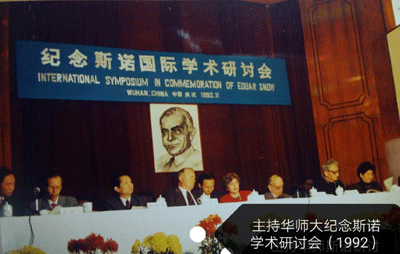 纪念斯诺国际学术研讨会
INTERNATIONAL SYMPOSIUM IN COMMEMORATION OF EDGAR SNOW
WUHAN, CHINA 中国 武汉 1992.11
主持华师大纪念斯诺
学术研讨会（1992）